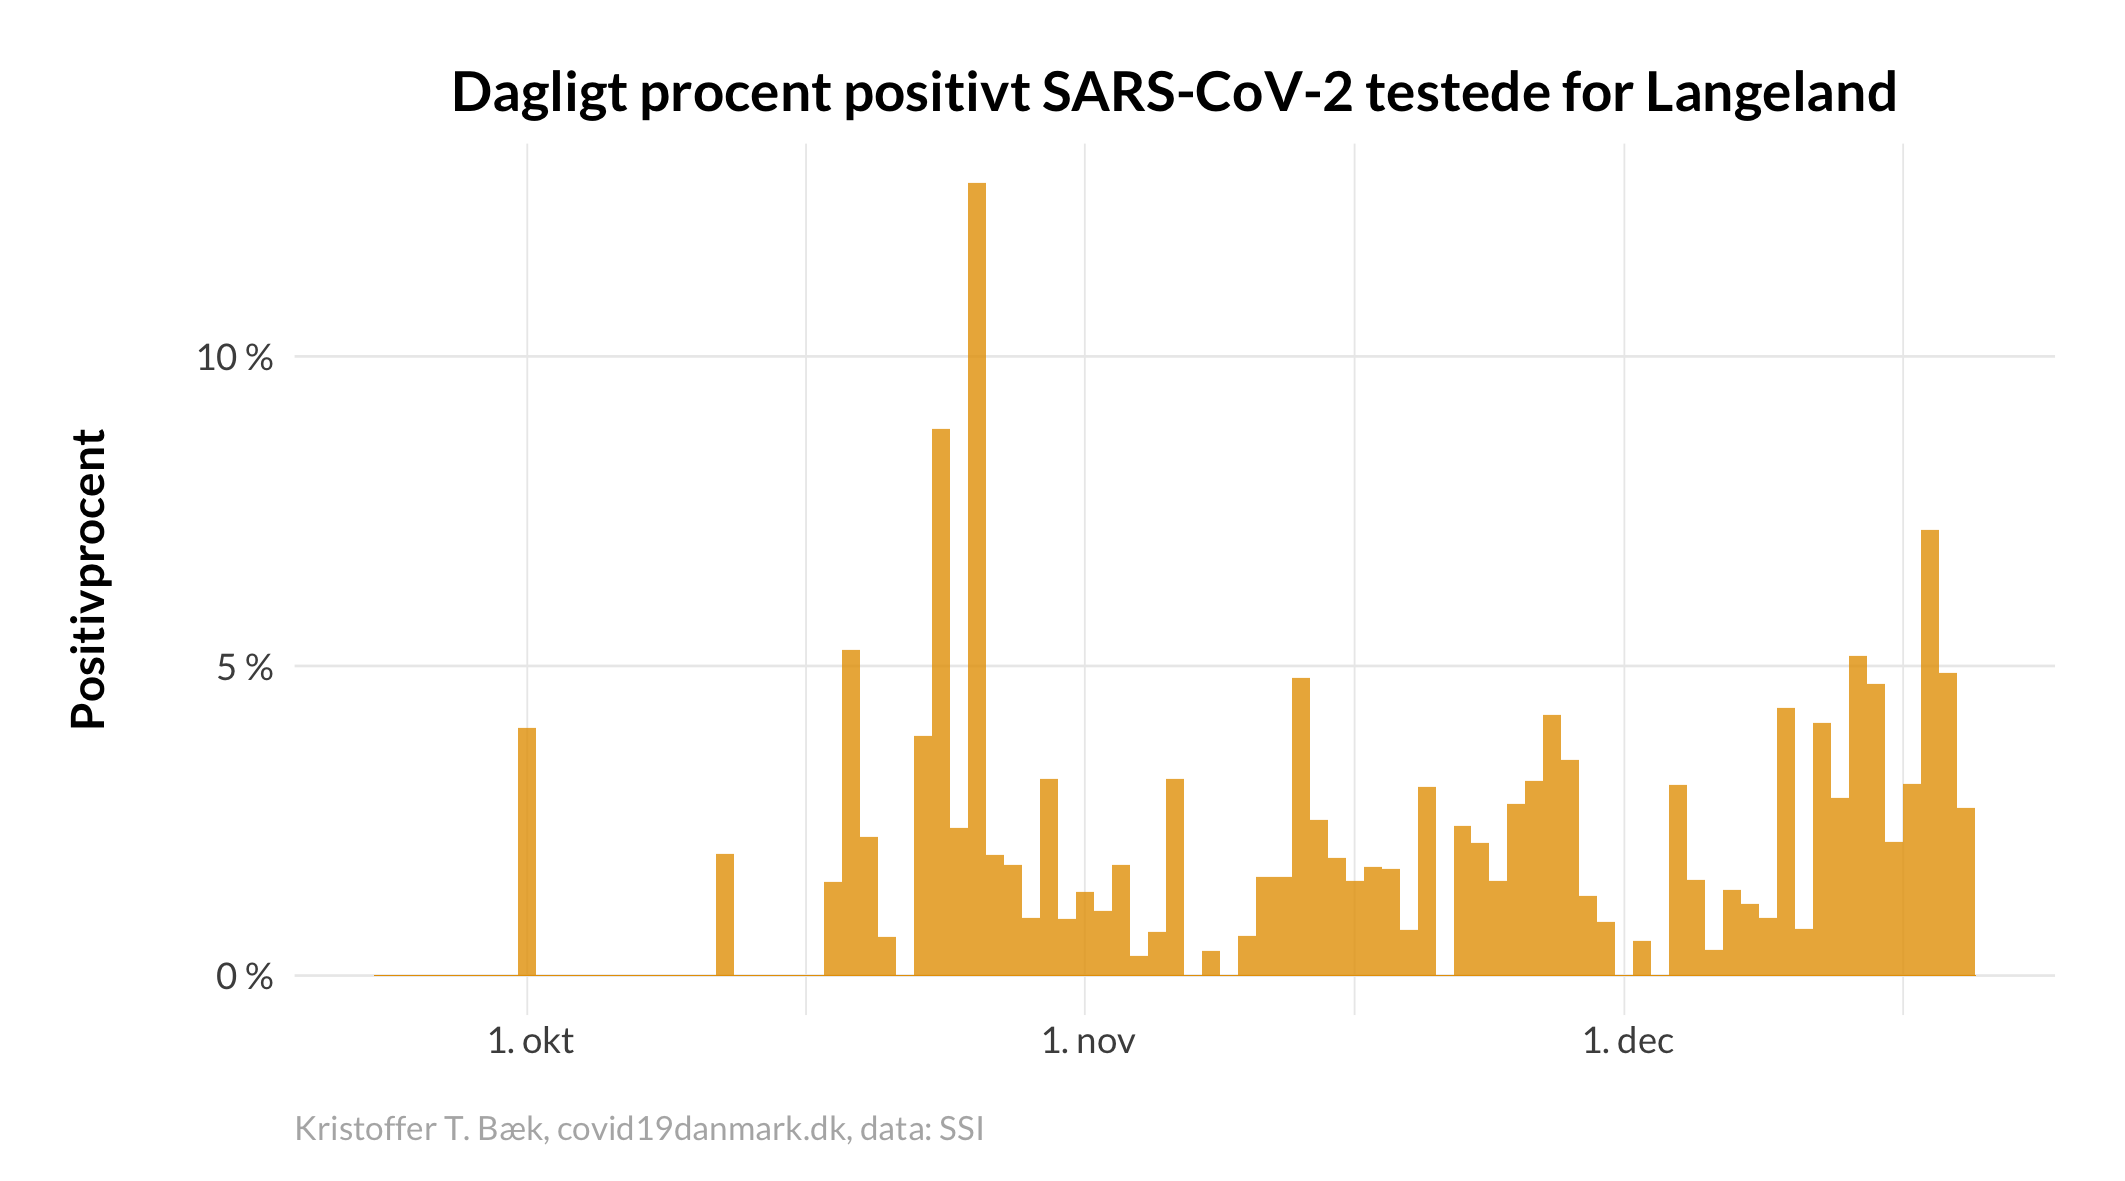 Dagligt procent positivt SARS-CoV-2 testede for Langeland
Positivprocent
10 %
5 %
0 %
1. okt
1. nov
1. dec
Kristoffer T. Bæk, covid19danmark.dk, data: SSI